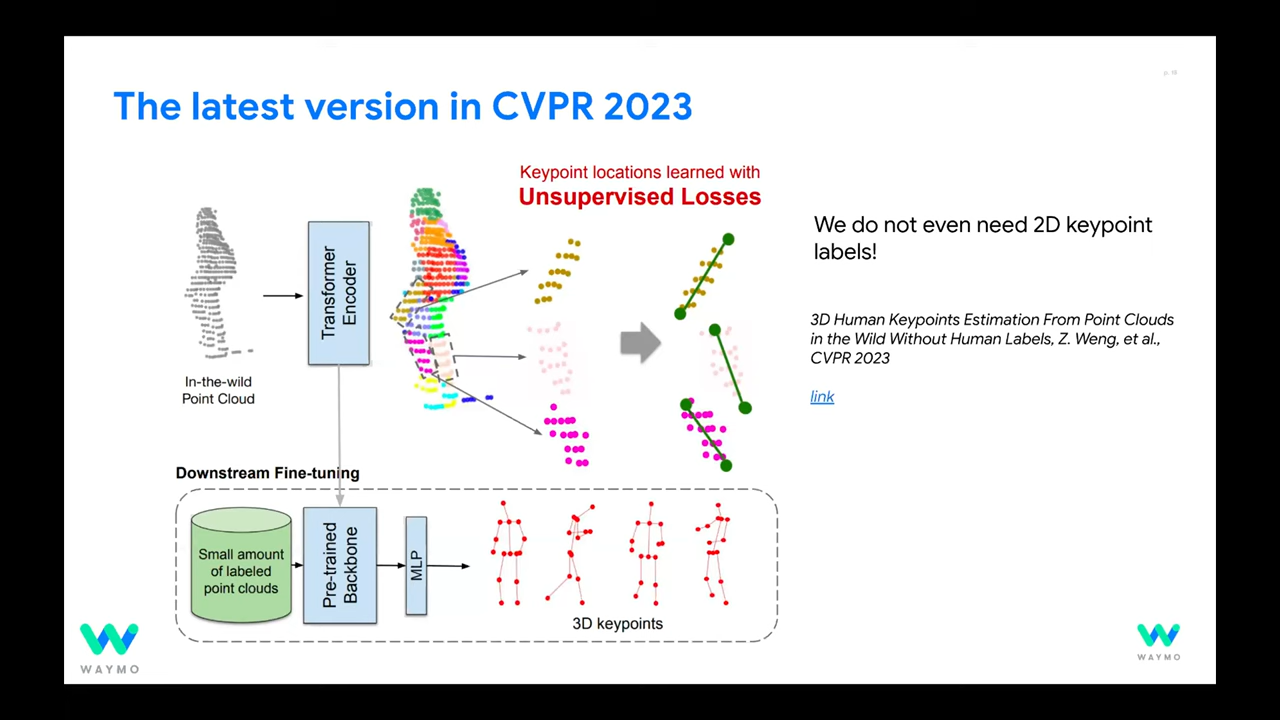 p. 18
The latest version in CVPR 2023
Keypoint locations learned with
Unsupervised Losses
Transformer
Encoder
In-the-wild
Point Cloud
We do not even need 2D keypoint
labels!
3D Human Keypoints Estimation From Point Clouds
in the Wild Without Human Labels, Z. Weng, et al.,
CVPR 2023
link
Downstream Fine-tuning
Small amount
of labeled
point clouds
Pre-trained
Backbone
MLP
3D keypoints
WAYMO
WAYMO